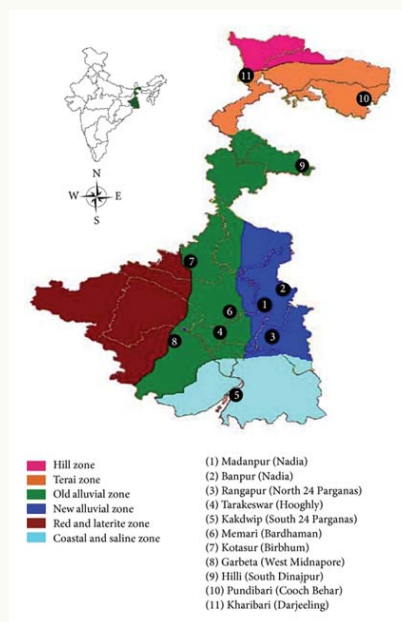 11
10
9
7
2
1
6
4
3
8
5
N
W E
S
Hill zone
Terai zone
Old alluvial zone
New alluvial zone
Red and laterite zone
Coastal and saline zone
(1) Madanpur (Nadia)
(2) Banpur (Nadia)
(3) Rangapur (North 24 Parganas)
(4) Tarakeswar (Hooghly)
(5) Kakdwip (South 24 Parganas)
(6) Memari (Bardhaman)
(7) Kotasur (Birbhum)
(8) Garbeta (West Midnapore)
(9) Hilli (South Dinajpur)
(10) Pundibari (Cooch Behar)
(11) Kharibari (Darjeeling)